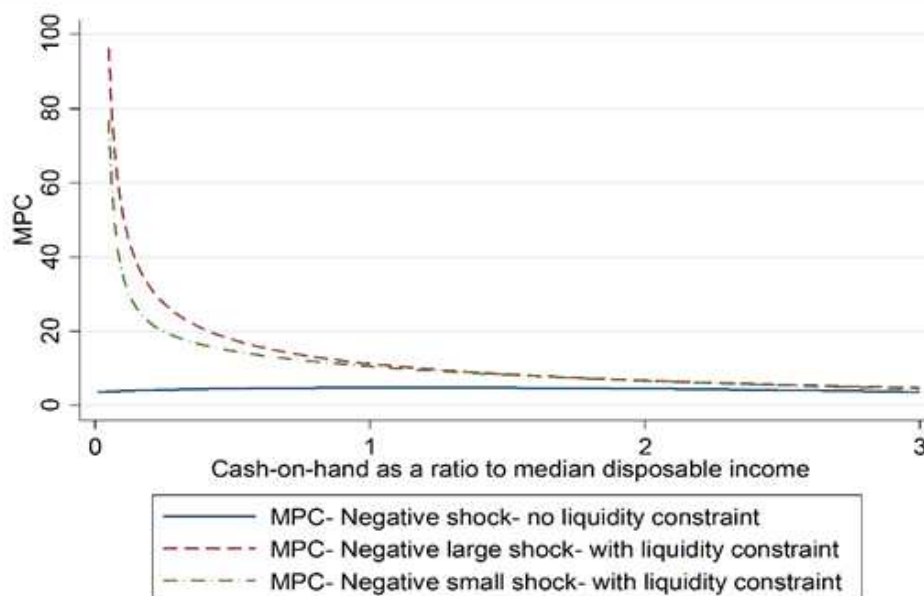 100
80
60
40
20
0
MPC
0 1 2 3
Cash-on-hand as a ratio to median disposable income
MPC- Negative shock- no liquidity constraint
MPC- Negative large shock- with liquidity constraint
MPC- Negative small shock- with liquidity constraint